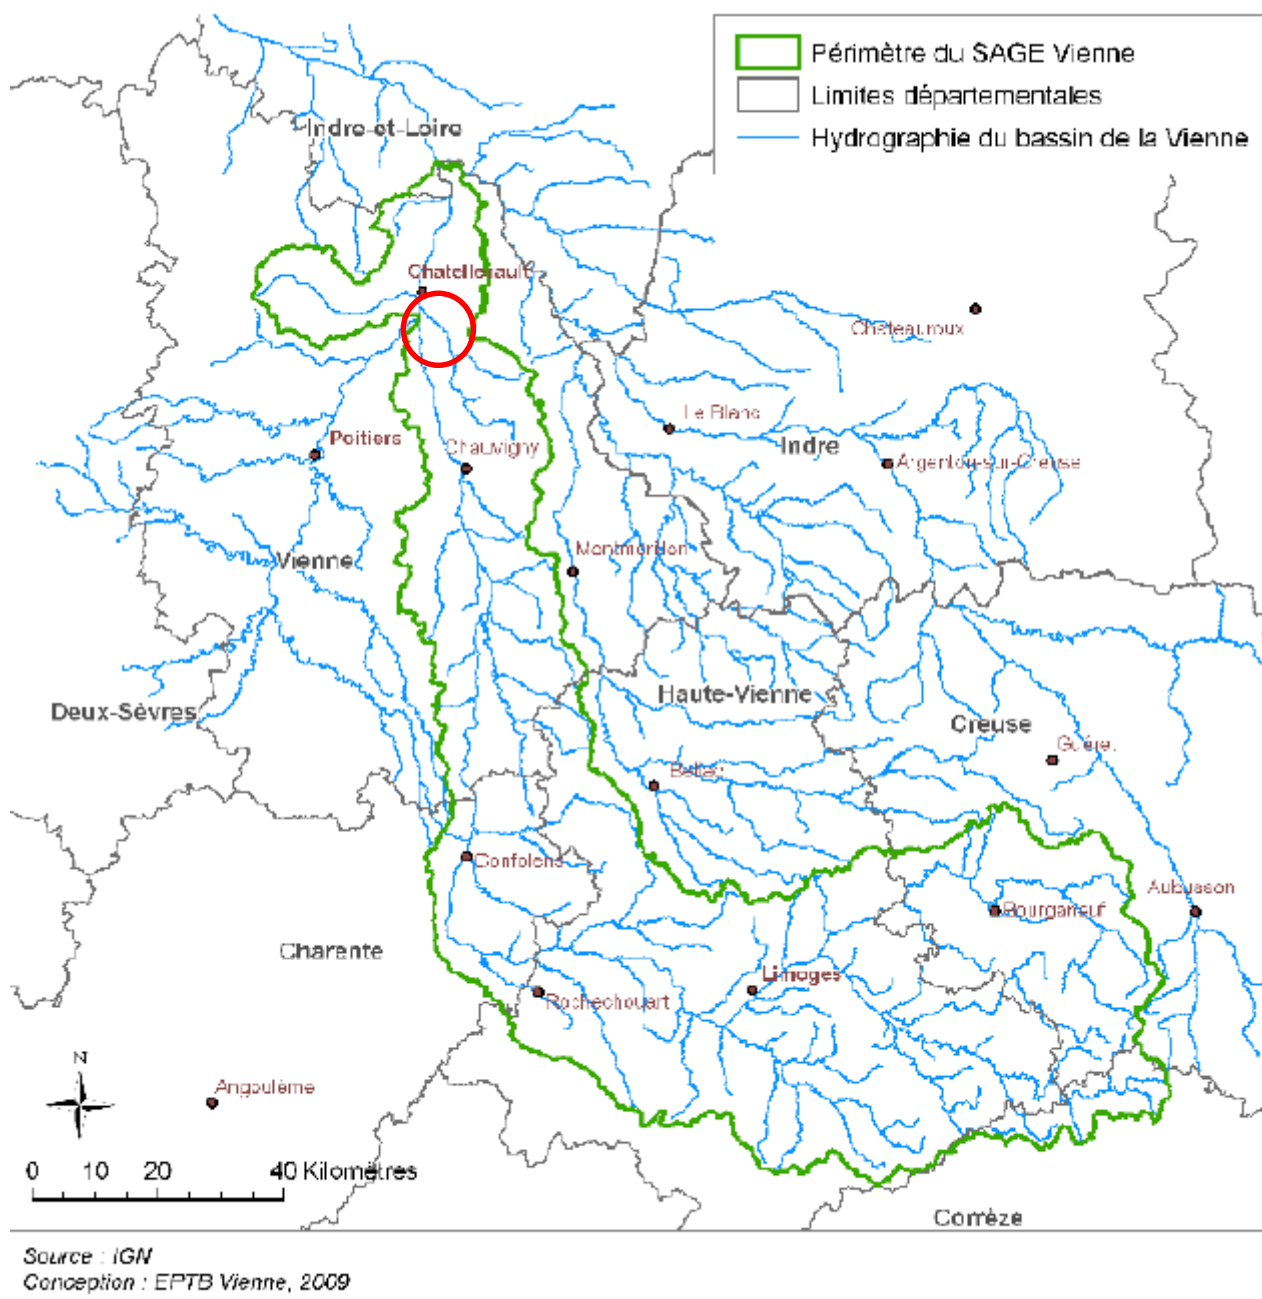 Périmètre du SAGE Vienne
Limites départementales
Hydrographie du bassin de la Vienne
Indre-et-Loire
Chatellerault
Chateauroux
Le Blanc
Poitiers
Chauvigny
Indre
Argenton-sur-Creuse
Montmorillon
Vienne
Haute-Vienne
Deux-Sèvres
Creuse
Guéret
Bellac
Confolens
Aubusson
Bourganeuf
Charente
Limoges
Rochechouart
N
Angoulème
0 10 20 40 Kilomètres
Corrèze
Source : IGN
Conception : EPTB Vienne, 2009